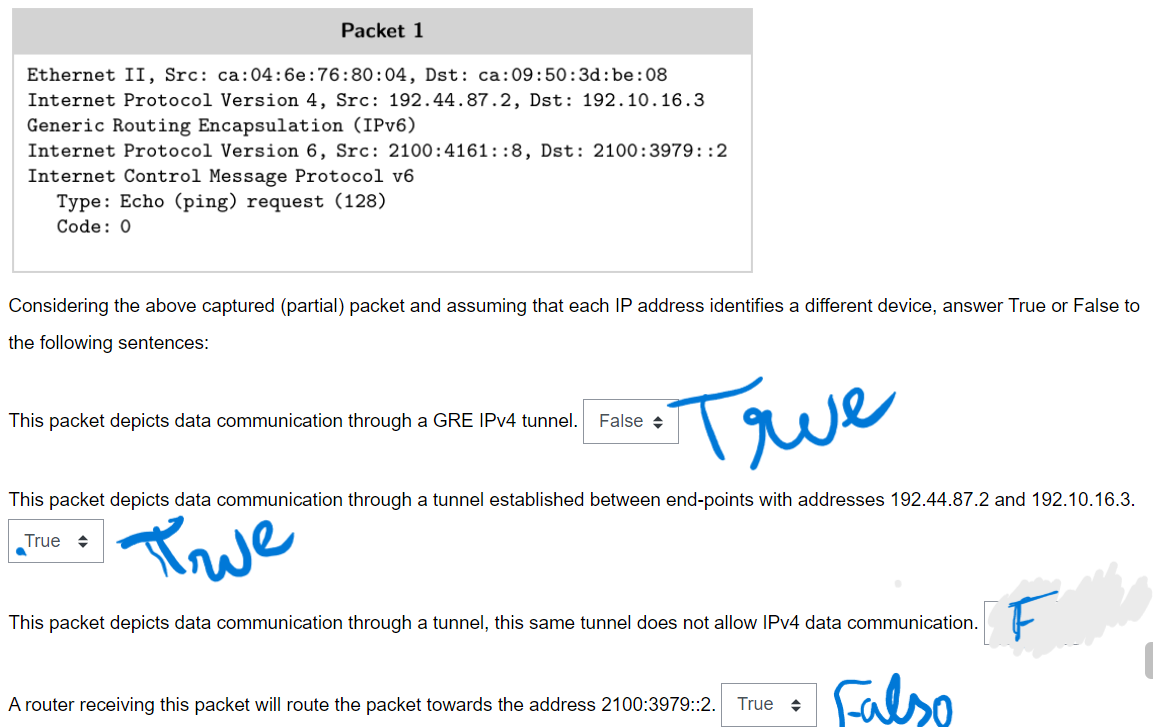 Packet 1
Ethernet II, Src: ca:04:6e:76:80:04, Dst: ca:09:50:3d:be:08
Internet Protocol Version 4, Src: 192.44.87.2, Dst: 192.10.16.3
Generic Routing Encapsulation (IPv6)
Internet Protocol Version 6, Src: 2100:4161::8, Dst: 2100:3979::2
Internet Control Message Protocol v6
Type: Echo (ping) request (128)
Code: 0
Considering the above captured (partial) packet and assuming that each IP address identifies a different device, answer True or False to
the following sentences:
This packet depicts data communication through a GRE IPv4 tunnel. False True
This packet depicts data communication through a tunnel established between end-points with addresses 192.44.87.2 and 192.10.16.3.
True True
This packet depicts data communication through a tunnel, this same tunnel does not allow IPv4 data communication. F
A router receiving this packet will route the packet towards the address 2100:3979::2. True Falso